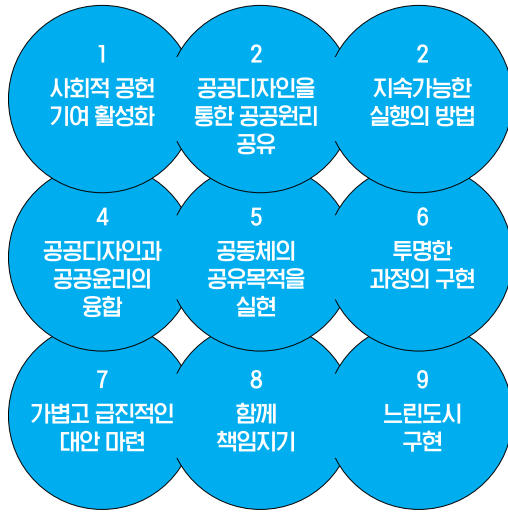 1
사회적 공헌
기여 활성화
2
공공디자인을
통한 공공원리
공유
2
지속가능한
실행의 방법
4
공공디자인과
공공윤리의
융합
5
공동체의
공유목적을
실현
6
투명한
과정의 구현
7
가볍고 급진적인
대안 마련
8
함께
책임지기
9
느린도시
구현